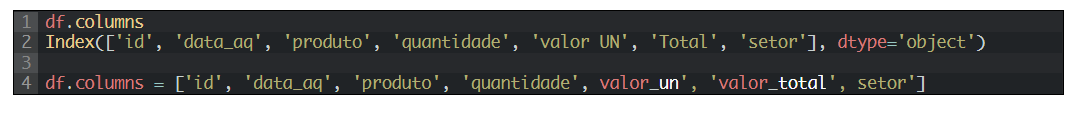 1 df.columns
2 Index(['id', 'data_aq', 'produto', 'quantidade', 'valor UN', 'Total', 'setor'], dtype='object')
3
4 df.columns = ['id', 'data_aq', 'produto', 'quantidade', valor_un', 'valor_total', setor']